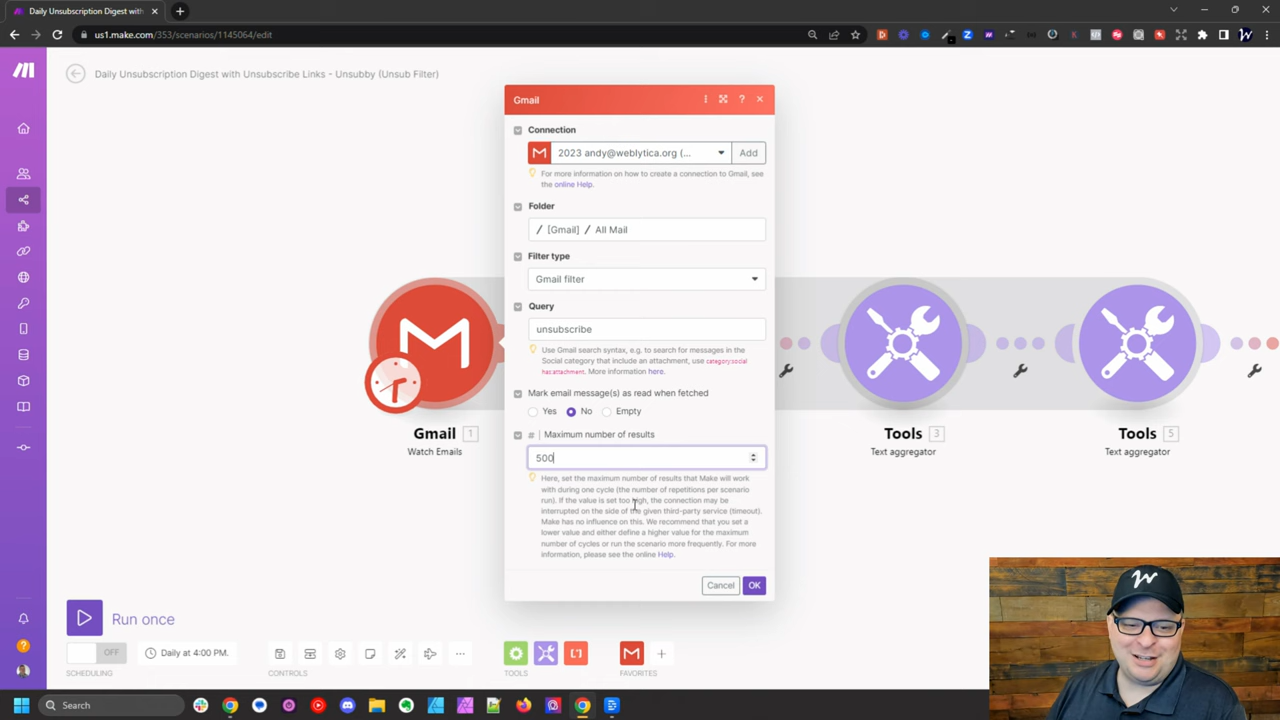 Daily Unsubscription Digest with
us1.make.com/353/scenarios/1145064/edit
Daily Unsubscription Digest with Unsubscribe Links - Unsubby (Unsub Filter)
Gmail
Connection
2023 andy@weblytica.org (...
Add
For more information on how to create a connection to Gmail, see
the online Help.
Folder
/ [Gmail] / All Mail
Filter type
Gmail filter
Query
unsubscribe
Use Gmail search syntax, e.g. to search for messages in the
Social category that include an attachment, use category:social
has:attachment. More information here.
Mark email message(s) as read when fetched
Yes No Empty
# | Maximum number of results
500
Here, set the maximum number of results that Make will work
with during one cycle (the number of repetitions per scenario
run). If the value is set too high, the connection may be
interrupted on the side of the given third-party service (timeout).
Make has no influence on this. We recommend that you set a
lower value and either define a higher value for the maximum
number of cycles or run the scenario more frequently. For more
information, please see the online Help.
Cancel OK
Gmail 1
Watch Emails
Tools 3
Text aggregator
Tools 5
Text aggregator
Run once
OFF
Daily at 4:00 PM.
SCHEDULING
CONTROLS
TOOLS
FAVORITES
Search